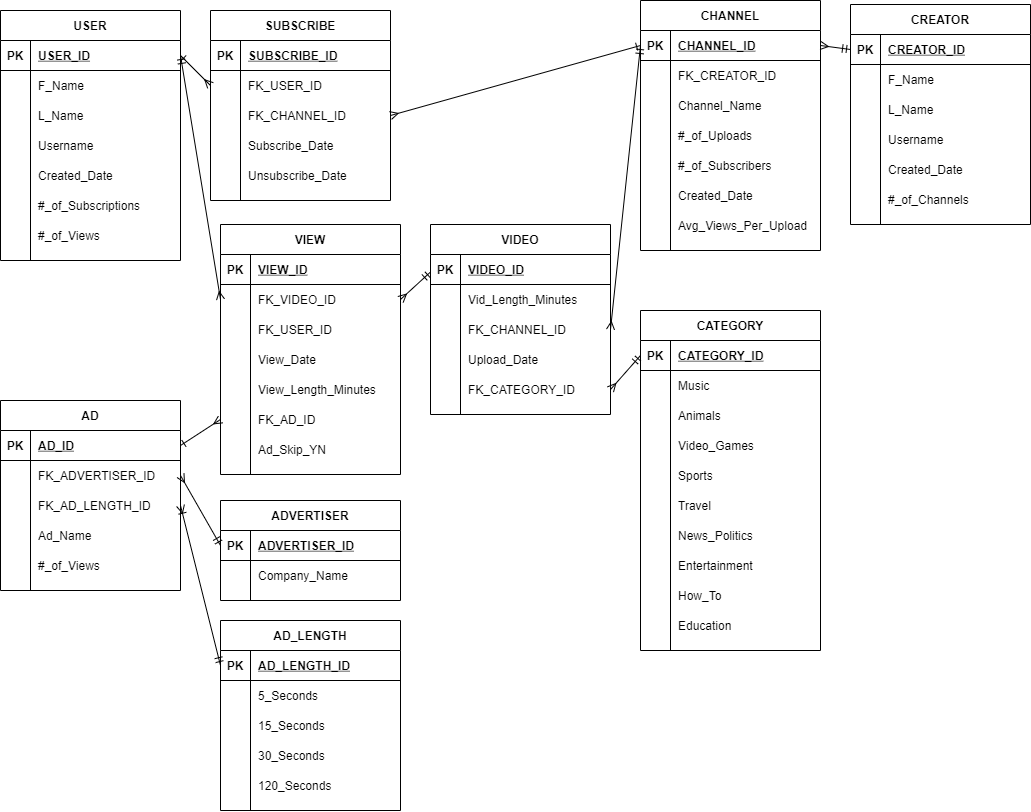 USER
PK USER_ID
F_Name
L_Name
Username
Created_Date
#_of_Subscriptions
#_of_Views
SUBSCRIBE
PK SUBSCRIBE_ID
FK_USER_ID
FK_CHANNEL_ID
Subscribe_Date
Unsubscribe_Date
CHANNEL
PK CHANNEL_ID
FK_CREATOR_ID
Channel_Name
#_of_Uploads
#_of_Subscribers
Created_Date
Avg_Views_Per_Upload
CREATOR
PK CREATOR_ID
F_Name
L_Name
Username
Created_Date
#_of_Channels
VIEW
PK VIEW_ID
FK_VIDEO_ID
FK_USER_ID
View_Date
View_Length_Minutes
FK_AD_ID
Ad_Skip_YN
VIDEO
PK VIDEO_ID
Vid_Length_Minutes
FK_CHANNEL_ID
Upload_Date
FK_CATEGORY_ID
CATEGORY
PK CATEGORY_ID
Music
Animals
Video_Games
Sports
Travel
News_Politics
Entertainment
How_To
Education
AD
PK AD_ID
FK_ADVERTISER_ID
FK_AD_LENGTH_ID
Ad_Name
#_of_Views
ADVERTISER
PK ADVERTISER_ID
Company_Name
AD_LENGTH
PK AD_LENGTH_ID
5_Seconds
15_Seconds
30_Seconds
120_Seconds